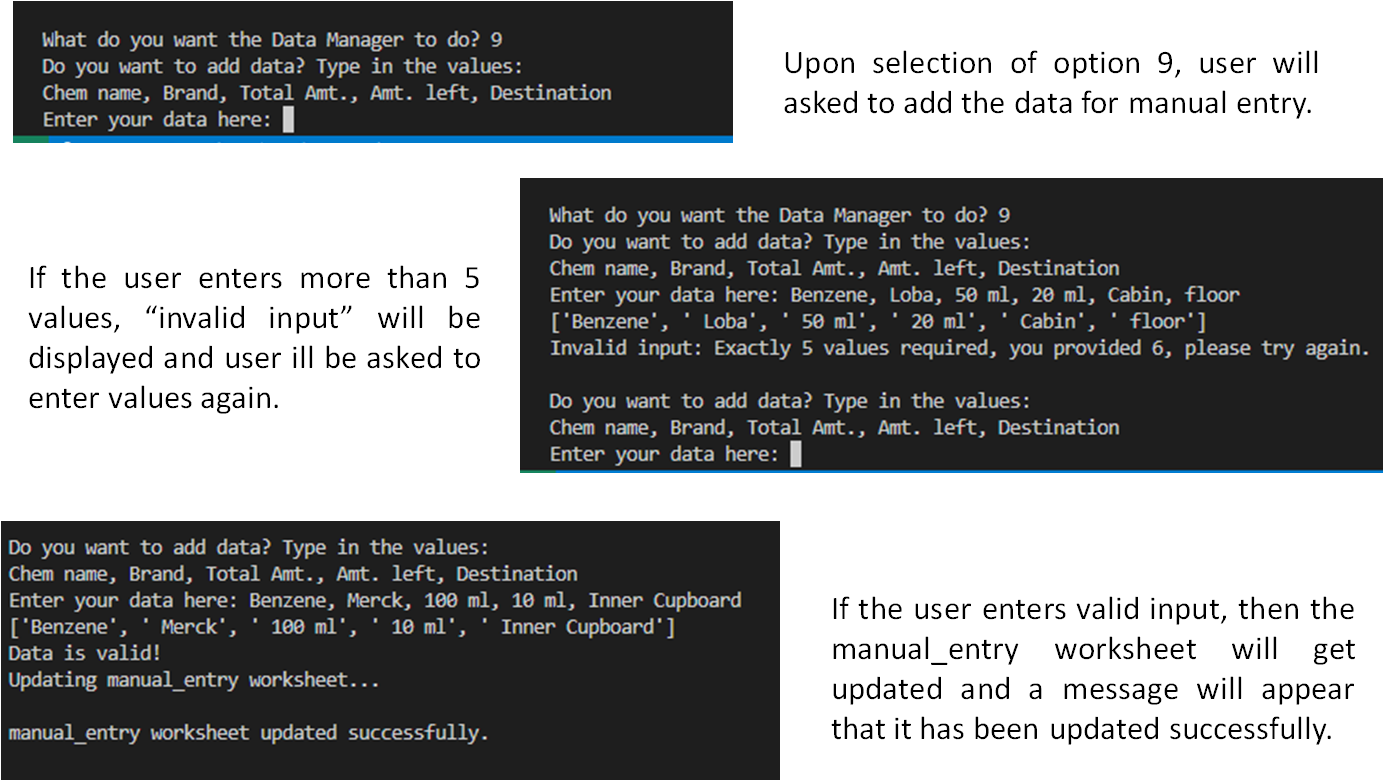 What do you want the Data Manager to do? 9
Do you want to add data? Type in the values:
Chem name, Brand, Total Amt., Amt. left, Destination
Enter your data here:
Upon selection of option 9, user will
asked to add the data for manual entry.
If the user enters more than 5
values, “invalid input” will be
displayed and user ill be asked to
enter values again.
What do you want the Data Manager to do? 9
Do you want to add data? Type in the values:
Chem name, Brand, Total Amt., Amt. left, Destination
Enter your data here: Benzene, Loba, 50 ml, 20 ml, Cabin, floor
['Benzene', ' Loba', ' 50 ml', ' 20 ml', ' Cabin', ' floor']
Invalid input: Exactly 5 values required, you provided 6, please try again.
Do you want to add data? Type in the values:
Chem name, Brand, Total Amt., Amt. left, Destination
Enter your data here:
Do you want to add data? Type in the values:
Chem name, Brand, Total Amt., Amt. left, Destination
Enter your data here: Benzene, Merck, 100 ml, 10 ml, Inner Cupboard
['Benzene', ' Merck', ' 100 ml', ' 10 ml', ' Inner Cupboard']
Data is valid!
Updating manual_entry worksheet...
manual_entry worksheet updated successfully.
If the user enters valid input, then the
manual_entry worksheet will get
updated and a message will appear
that it has been updated successfully.